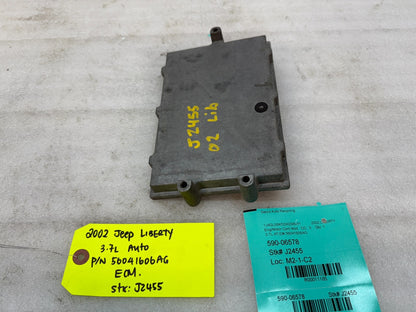 J2455
02 Lib
2002 Jeep LIBERTY
3.7L Auto
P/N 56041606AG
ECM.
stk: J2455
590-06578
Stk# J2455
Loc: M2-1-C2
590-06578
Stk# J2455